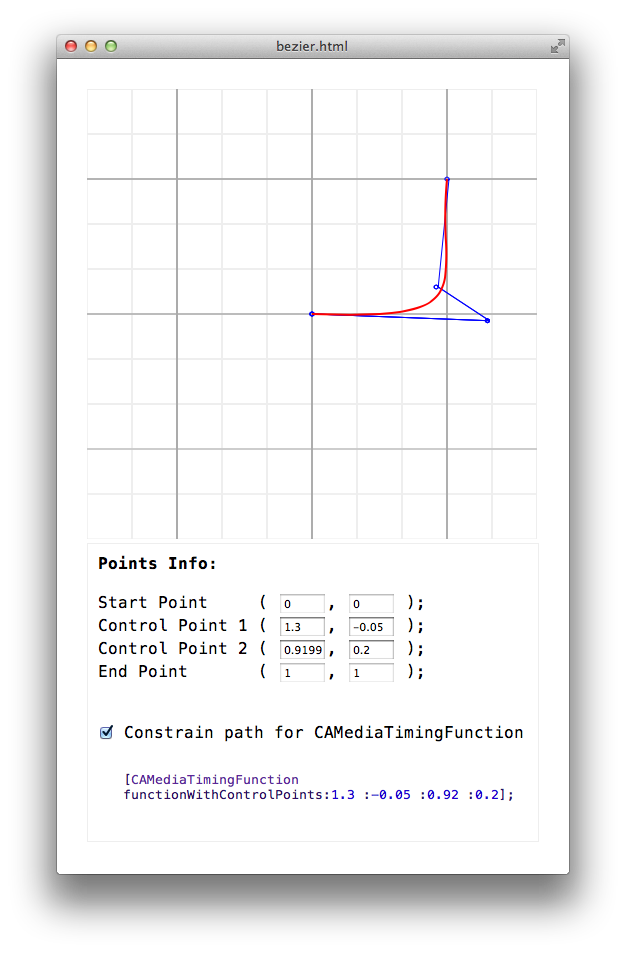 bezier.html
Points Info:
Start Point ( 0 , 0 );
Control Point 1 ( 1.3 , -0.05 );
Control Point 2 ( 0.9199 , 0.2 );
End Point ( 1 , 1 );
Constrain path for CAMediaTimingFunction
[CAMediaTimingFunction
functionWithControlPoints:1.3 :-0.05 :0.92 :0.2];